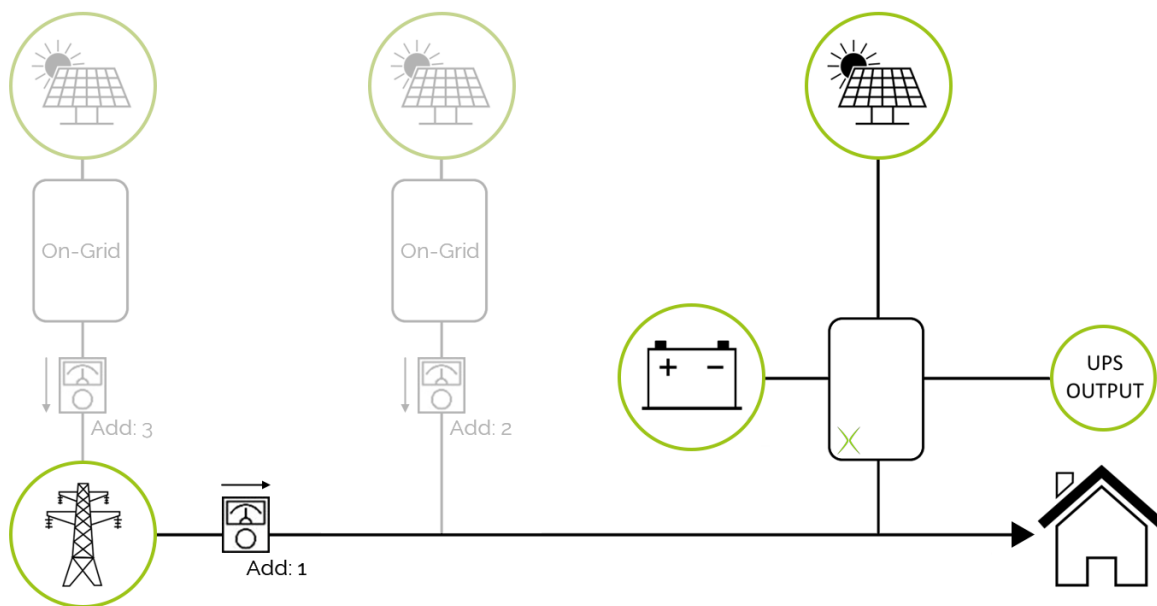 On-Grid
On-Grid
Add: 3
Add: 2
+ −
UPS
OUTPUT
Add: 1